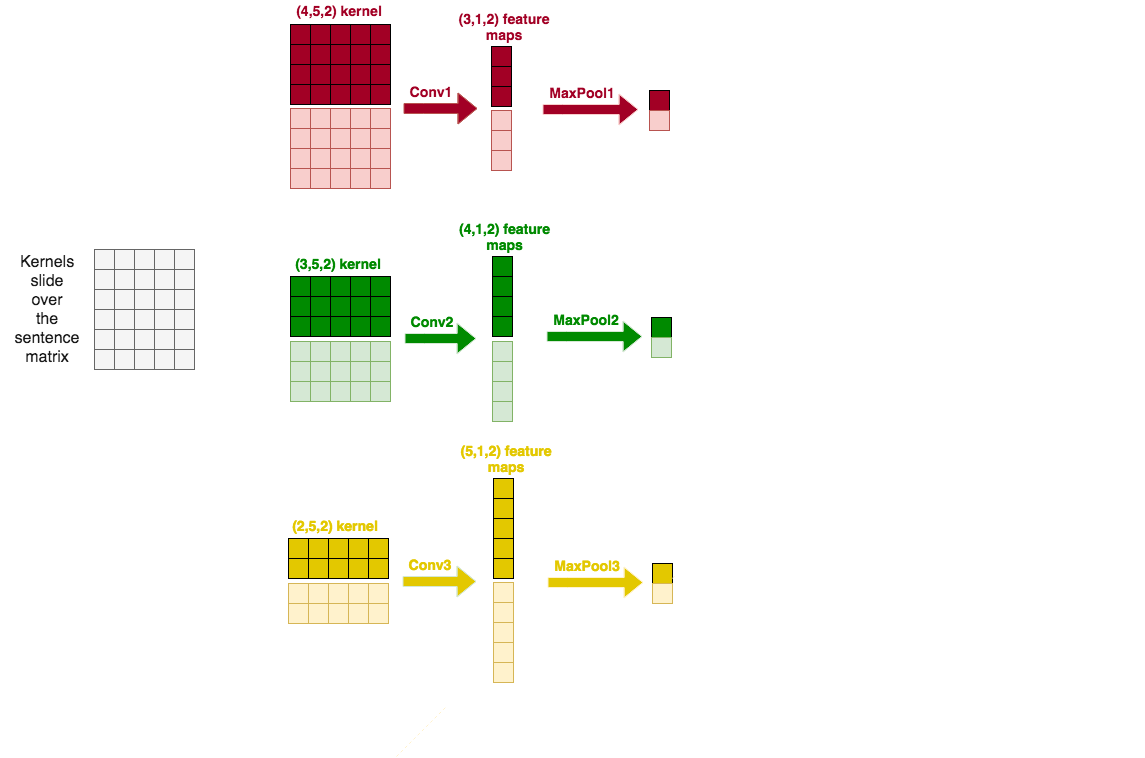 (4,5,2) kernel
(3,1,2) feature
maps
Conv1
MaxPool1
Kernels
slide
over
the
sentence
matrix
(3,5,2) kernel
(4,1,2) feature
maps
Conv2
MaxPool2
(2,5,2) kernel
(5,1,2) feature
maps
Conv3
MaxPool3